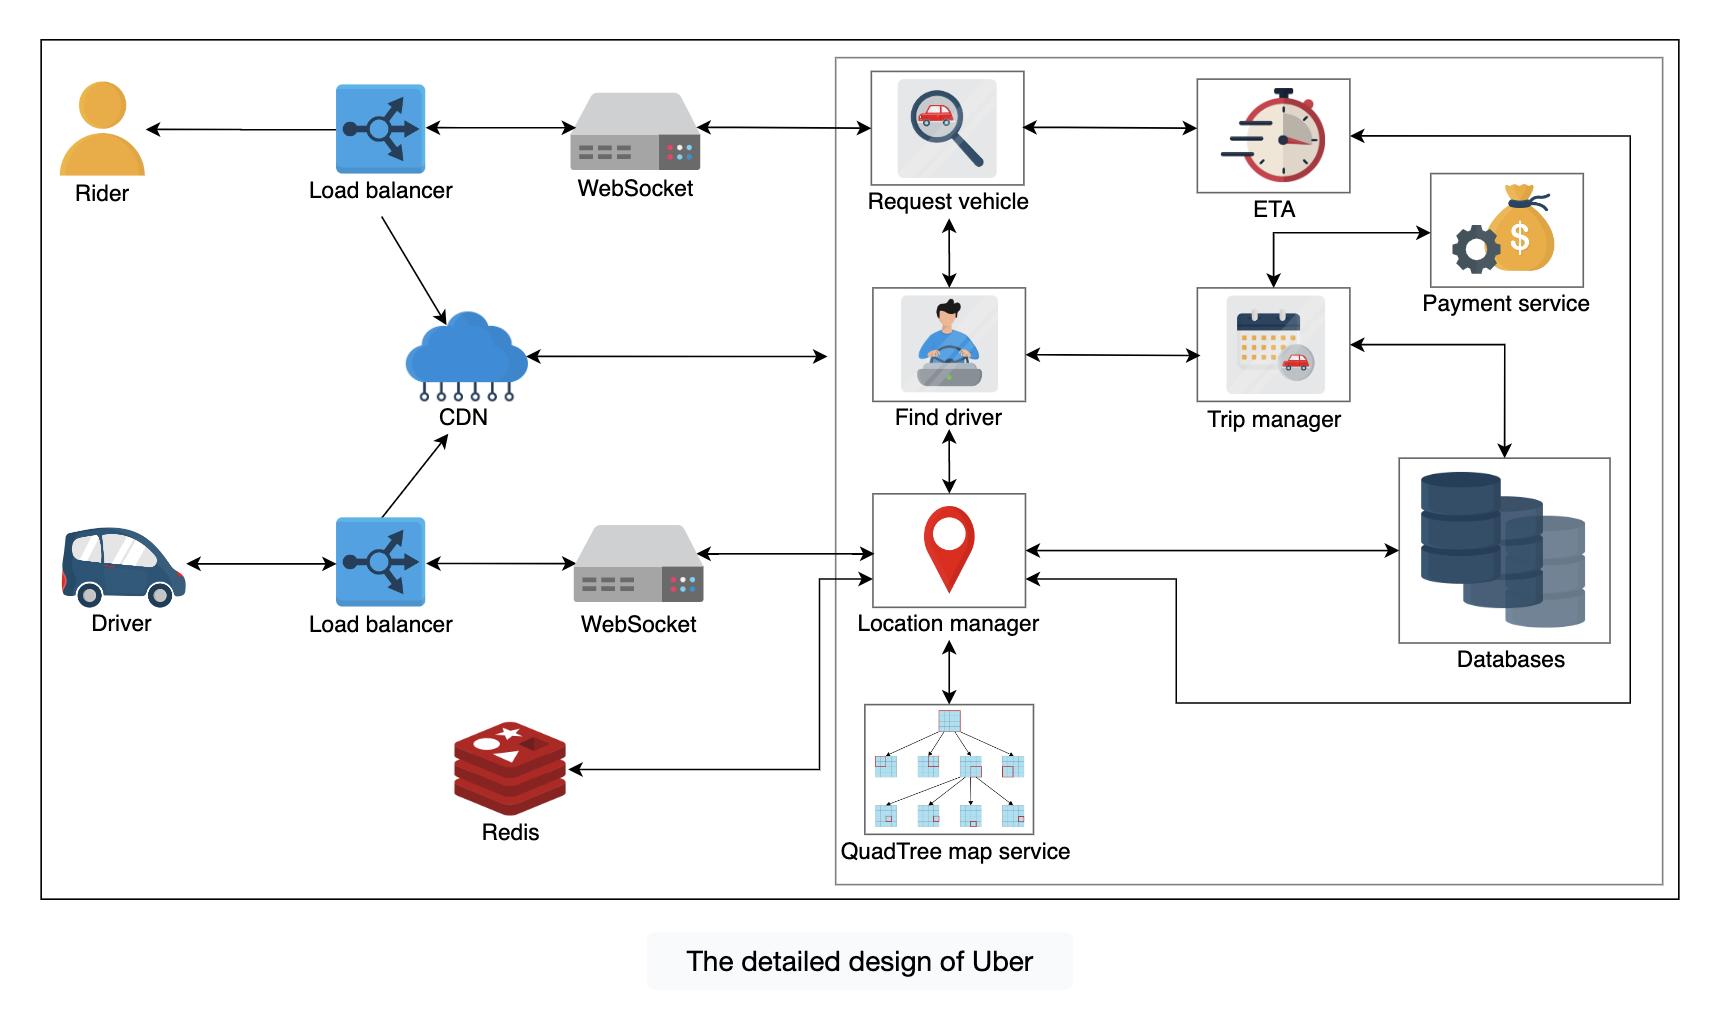 Rider
Load balancer
WebSocket
Request vehicle
ETA
$
Payment service
CDN
Find driver
Trip manager
Driver
Load balancer
WebSocket
Location manager
Databases
Redis
QuadTree map service
The detailed design of Uber